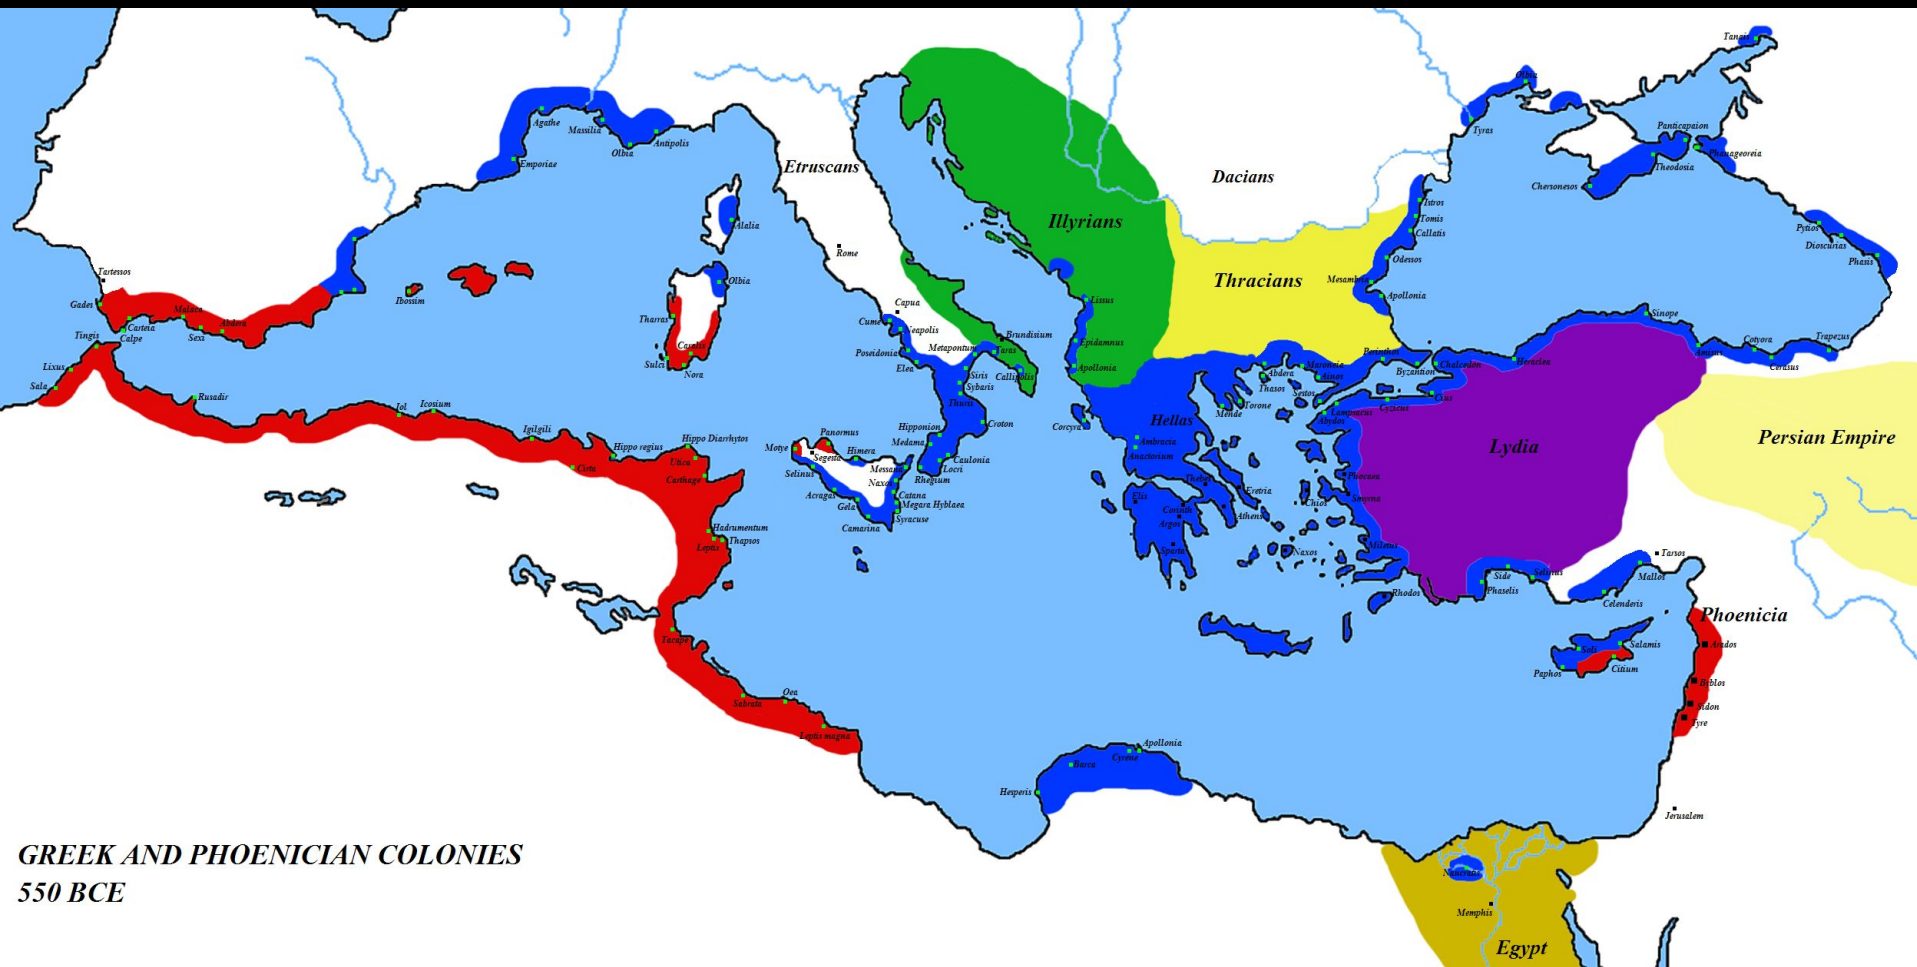 Tanais
Olbia
Tyras
Panticapaion
Phanageoreia
Theodosia
Chersonesos
Agathe
Massilia
Olbia
Antipolis
Emporiae
Etruscans
Dacians
Illyrians
Istros
Tomis
Callatis
Pytios
Dioscurias
Phasis
Alalia
Rome
Odessos
Tartessos
Thracians
Mesambria
Apollonia
Olbia
Gades
Ibossim
Malaca
Abdera
Carteia
Sexi
Calpe
Tingis
Tharras
Capua
Cume
Neapolis
Lissus
Sinope
Brundisium
Epidamnus
Poseidonia
Metapontum
Taras
Elea
Siris
Callipolis
Sybaris
Thurii
Apollonia
Perinthos
Byzantion
Chalcedon
Heraclea
Amisus
Cotyora
Trapezus
Cerasus
Lixus
Sala
Caralis
Sulci
Nora
Maroneia
Abdera
Ainos
Thasos
Sestos
Torone
Mende
Lampsacus
Abydos
Cyzicus
Cius
Rusadir
Iol
Icosium
Igilgili
Hippo regius
Hippo Diarrhytos
Utica
Cirta
Carthage
Panormus
Motye
Segesta
Himera
Selinus
Messana
Naxos
Acragas
Gela
Catana
Megara Hyblaea
Syracuse
Camarina
Hipponion
Medama
Croton
Caulonia
Locri
Rhegium
Corcyra
Hellas
Ambracia
Anactorium
Lydia
Persian Empire
Thebes
Eretria
Elis
Corinth
Argos
Athens
Sparta
Chios
Phocaea
Smyrna
Miletus
Naxos
Rhodos
Hadrumentum
Leptis
Thapsos
Side
Selinus
Phaselis
Tarsos
Mallos
Celenderis
Phoenicia
Arados
Byblos
Sidon
Tyre
Soli
Salamis
Paphos
Citium
Tacape
Sabrata
Oea
Leptis magna
Apollonia
Cyrene
Barca
Hesperis
Jerusalem
Naucratis
Memphis
Egypt
GREEK AND PHOENICIAN COLONIES
550 BCE